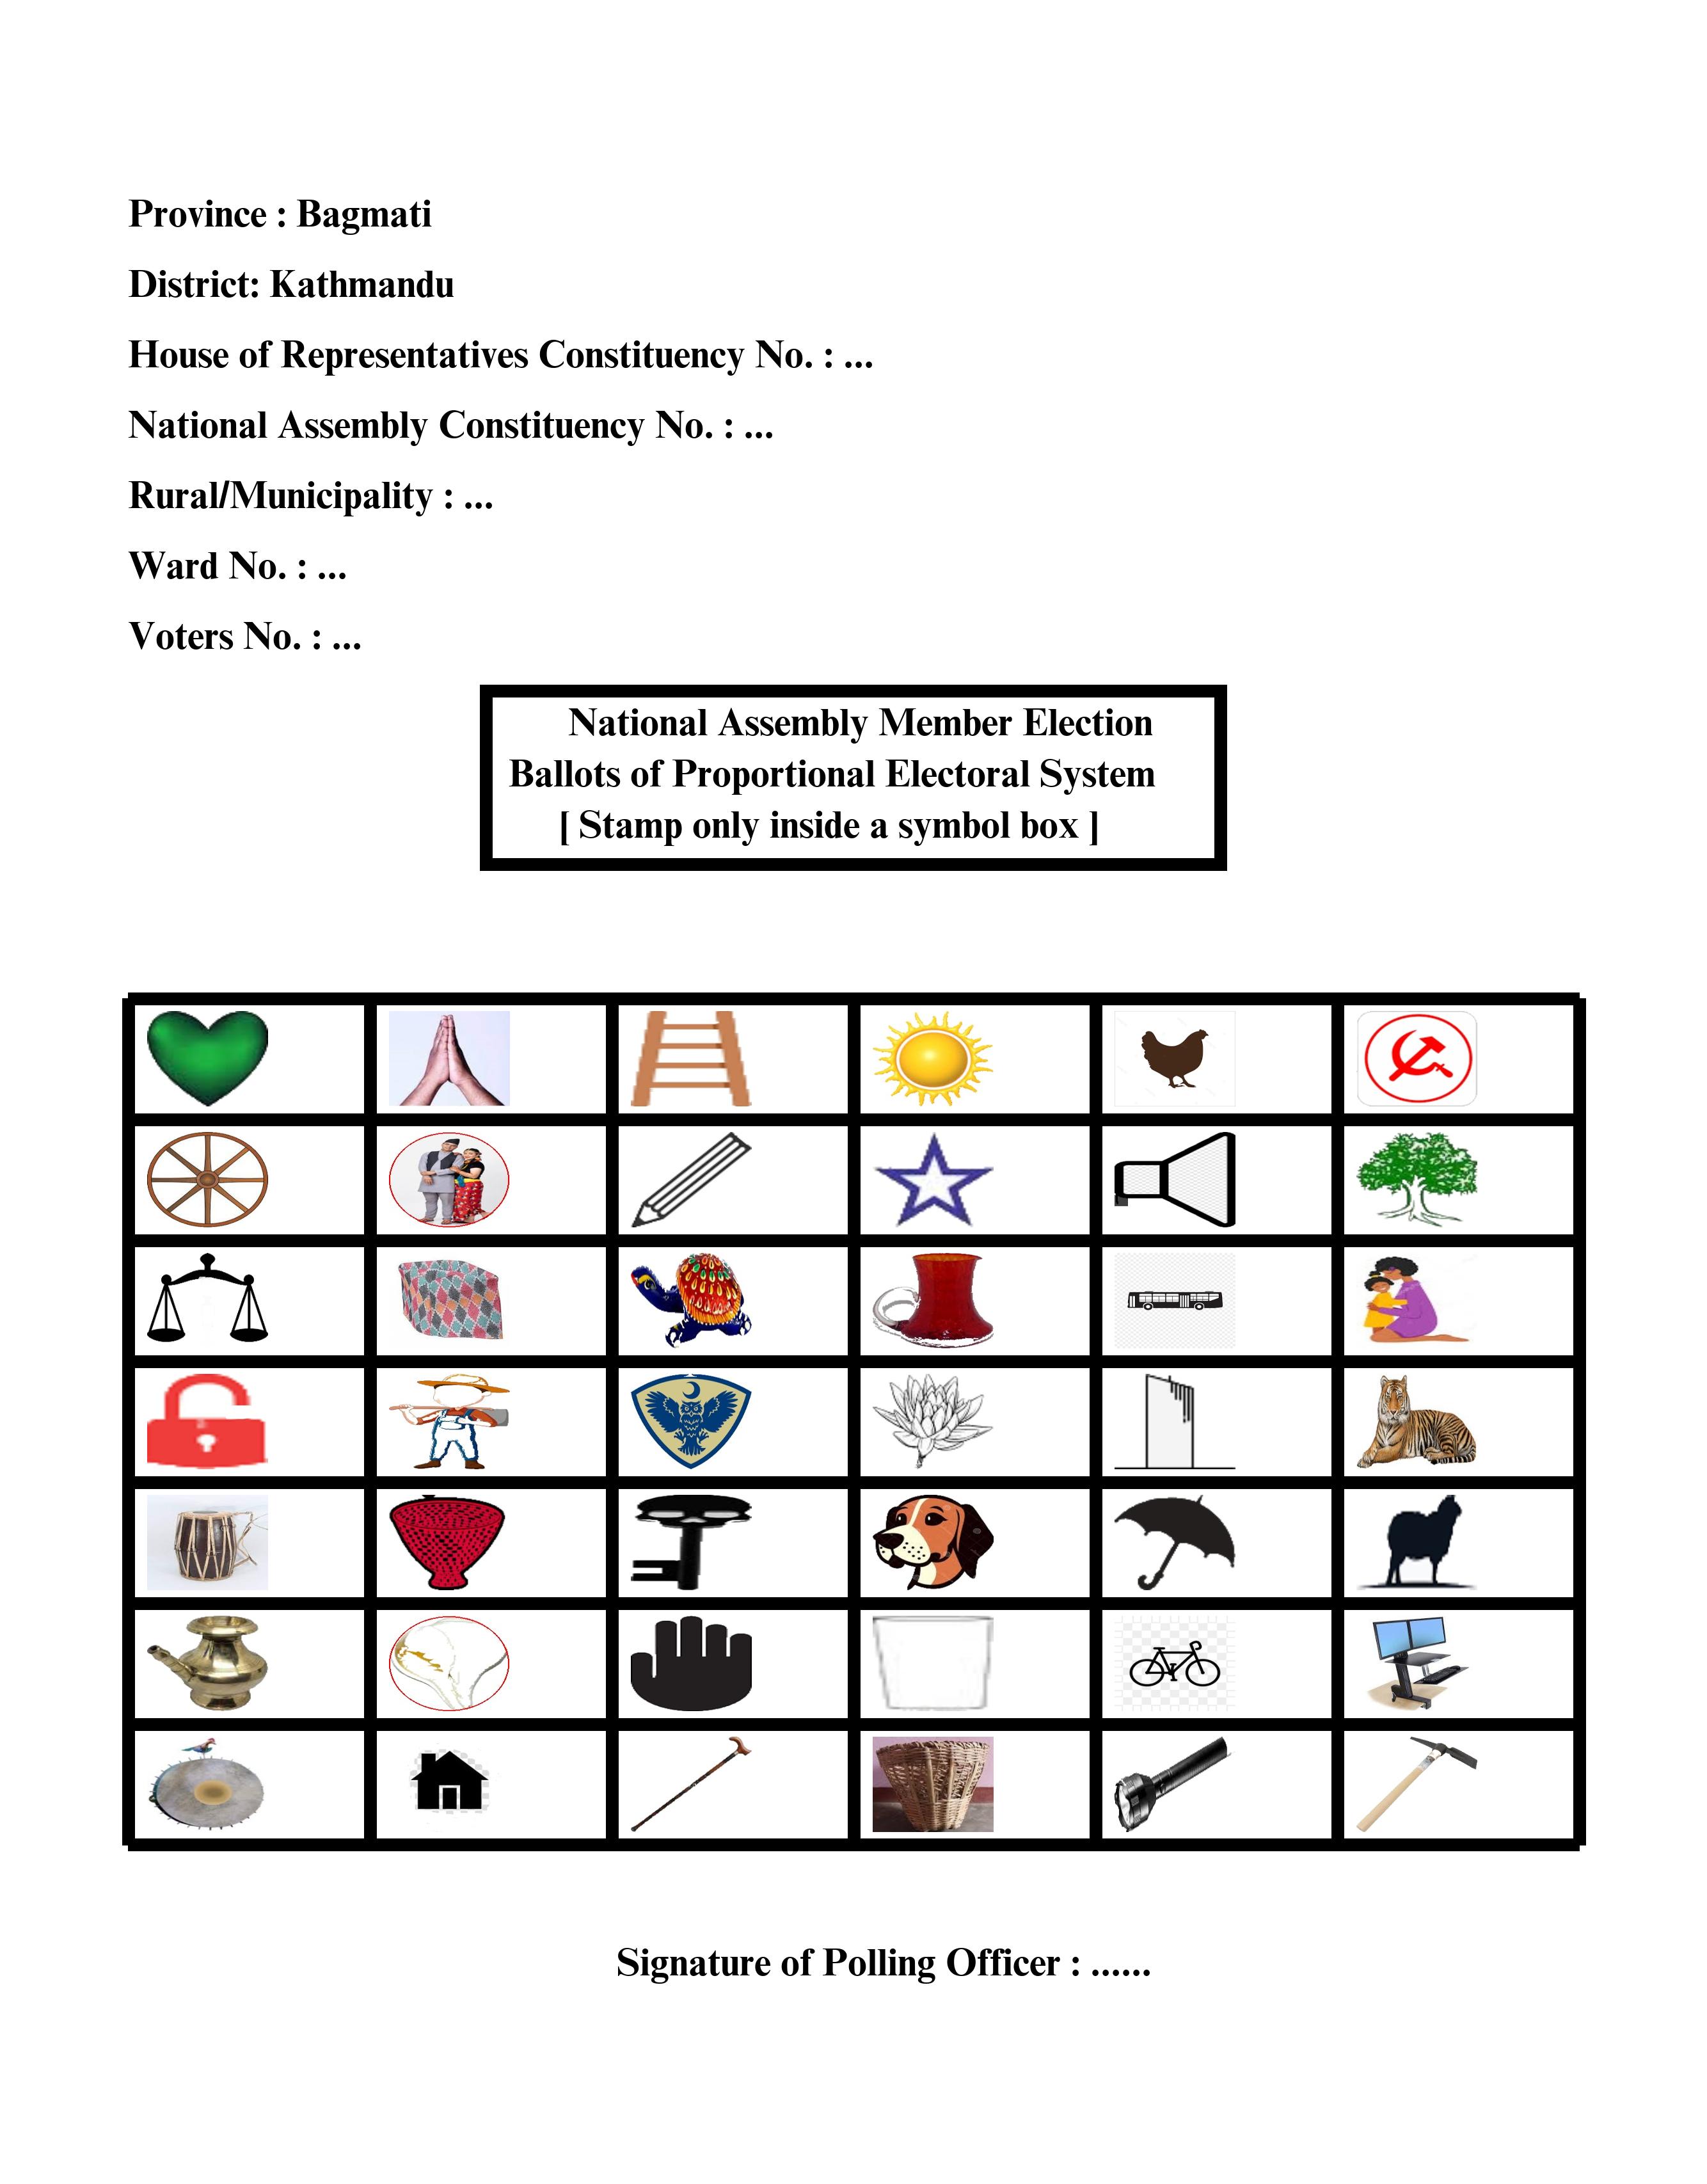 Province : Bagmati
District: Kathmandu
House of Representatives Constituency No. : ...
National Assembly Constituency No. : ...
Rural/Municipality : ...
Ward No. : ...
Voters No. : ...
National Assembly Member Election
Ballots of Proportional Electoral System
[ Stamp only inside a symbol box ]
Signature of Polling Officer : ......